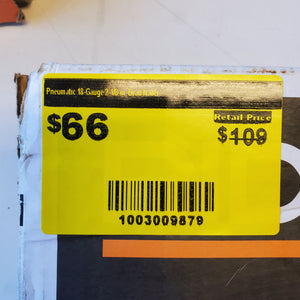 Pneumatic 18-Gauge 2-1/8 in. Brad Nailer
$66
Retail Price
$109
1003009879